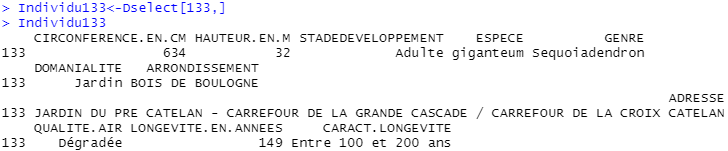 > Individu133<-Dselect[133,]
> Individu133
CIRCONFERENCE.EN.CM HAUTEUR.EN.M STADEDEVELOPPEMENT ESPECE GENRE
133 634 32 Adulte giganteum Sequoiadendron
DOMANIALITE ARRONDISSEMENT
133 Jardin BOIS DE BOULOGNE
ADRESSE
133 JARDIN DU PRE CATELAN - CARREFOUR DE LA GRANDE CASCADE / CARREFOUR DE LA CROIX CATELAN
QUALITE.AIR LONGEVITE.EN.ANNEES CARACT.LONGEVITE
133 Dégradée 149 Entre 100 et 200 ans